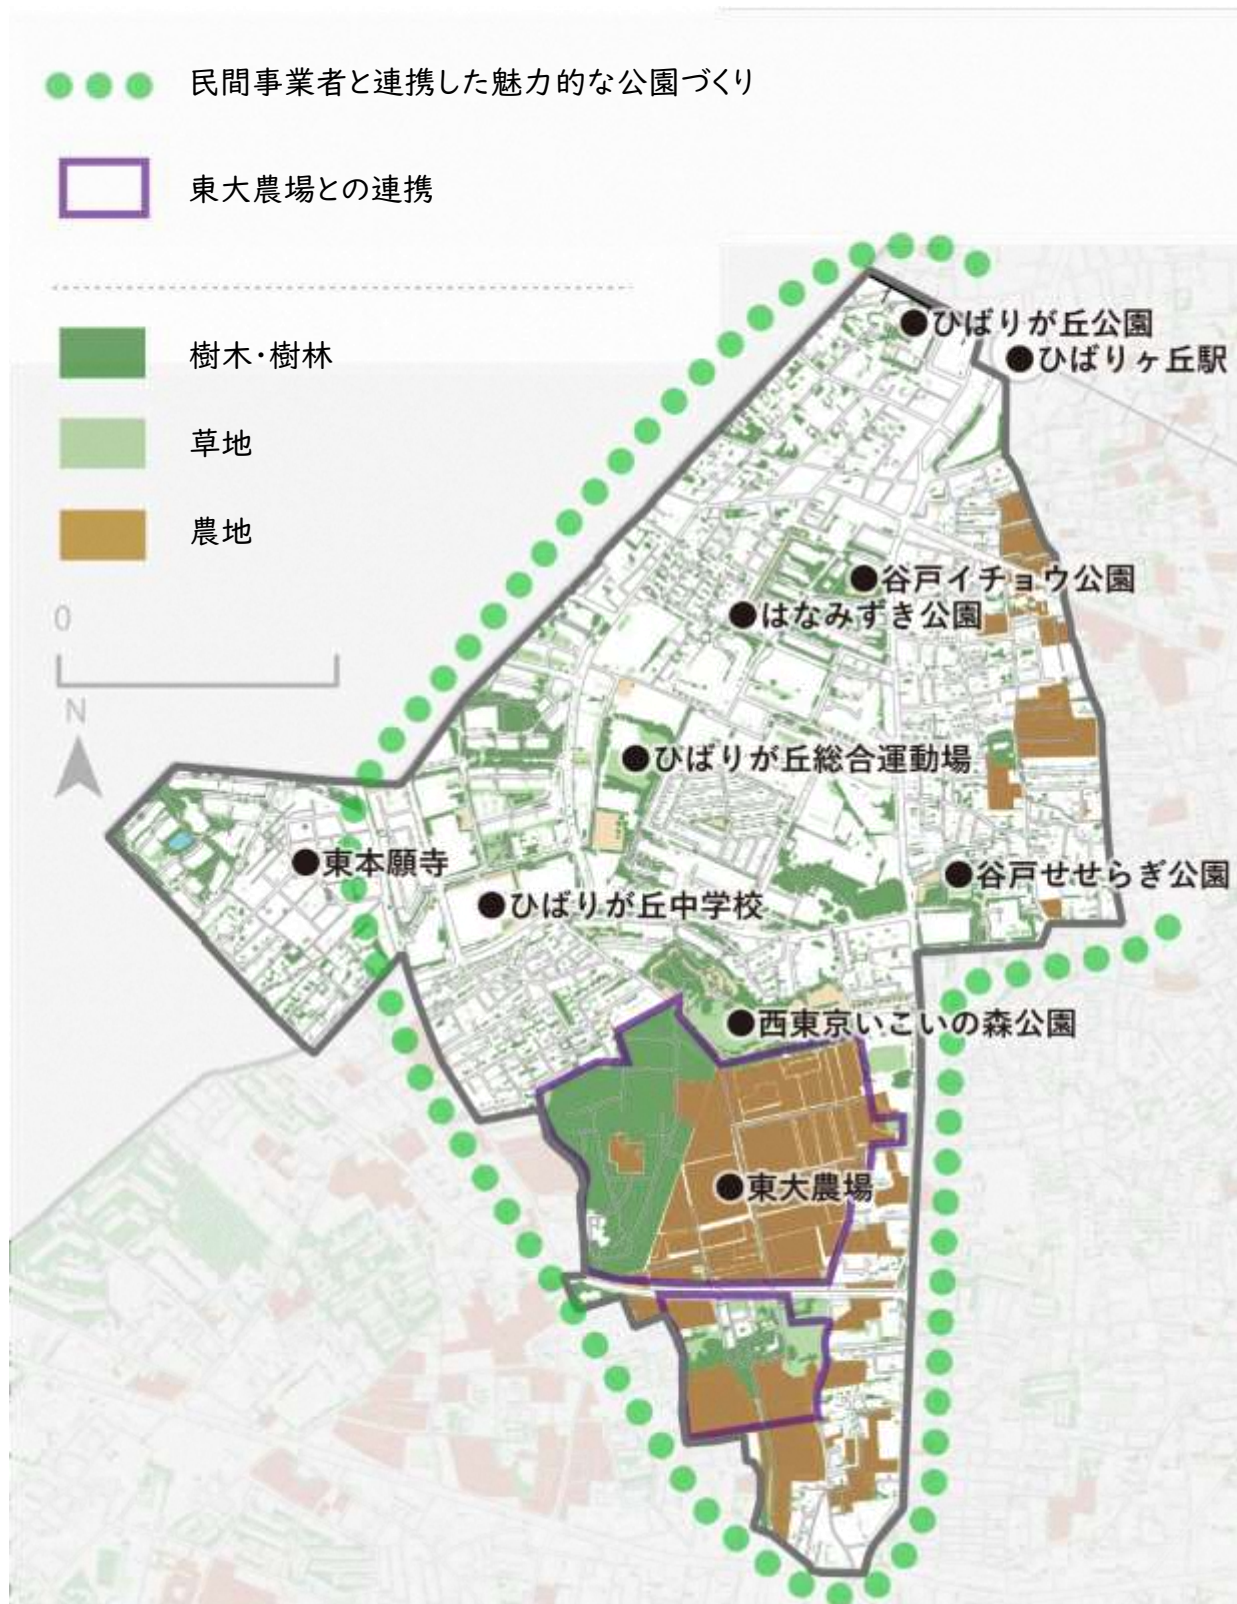 民間事業者と連携した魅力的な公園づくり
東大農場との連携
樹木・樹林
草地
農地
0
N
ひばりが丘公園
ひばりヶ丘駅
谷戸イチョウ公園
はなみずき公園
ひばりが丘総合運動場
東本願寺
谷戸せせらぎ公園
ひばりが丘中学校
西東京いこいの森公園
東大農場